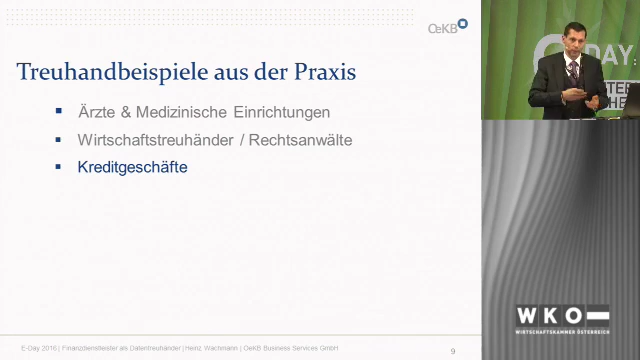 OeKB
Treuhandbeispiele aus der Praxis
Ärzte & Medizinische Einrichtungen
Wirtschaftstreuhänder / Rechtsanwälte
Kreditgeschäfte
E-Day 2016 | Finanzdienstleister als Datentreuhänder | Heinz Wachmann | OeKB Business Services GmbH
9
DAY:
WKO
WIRTSCHAFTSKAMMER ÖSTERREICH